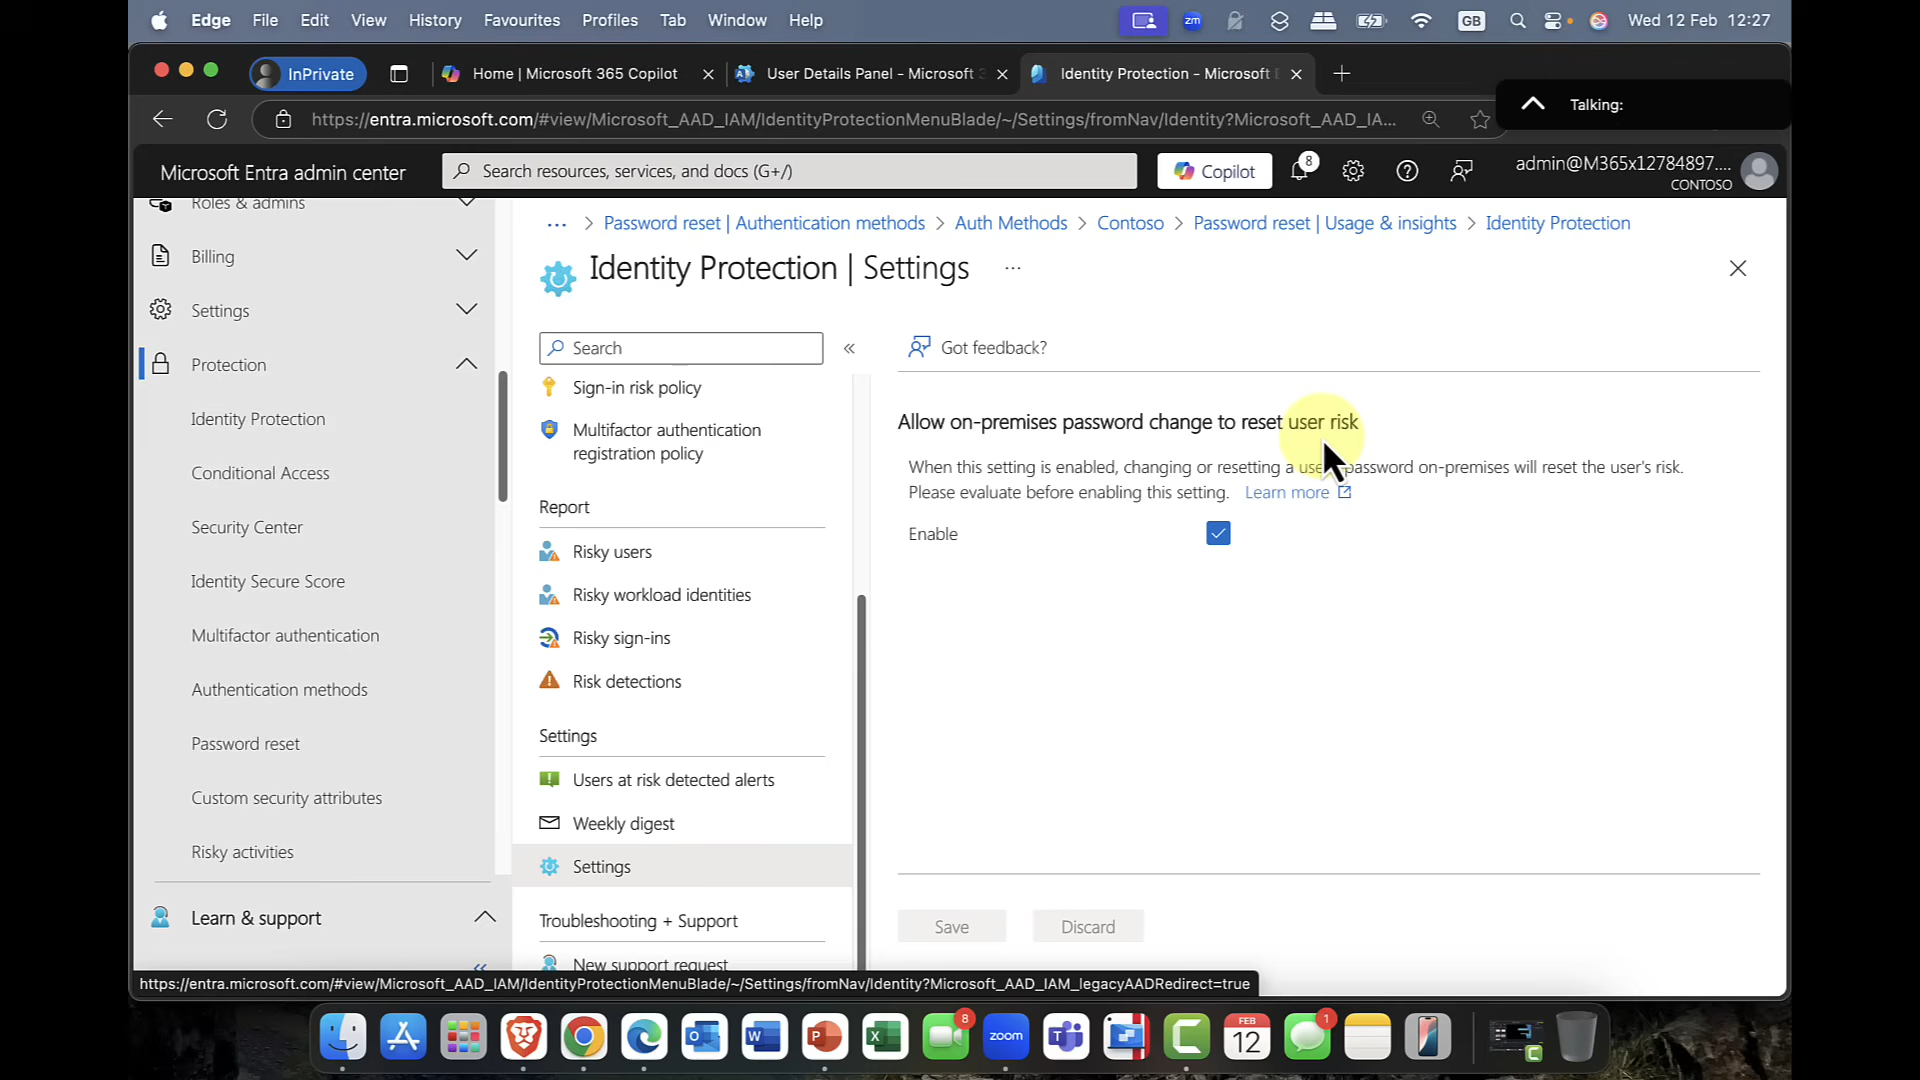 Edge File Edit View History Favourites Profiles Tab Window Help
zm GB Wed 12 Feb 12:27
InPrivate Home | Microsoft 365 Copilot User Details Panel - Microsoft 3 Identity Protection - Microsoft E
https://entra.microsoft.com/#view/Microsoft_AAD_IAM/IdentityProtectionMenuBlade/~/Settings/fromNav/Identity?Microsoft_AAD_IA...
Talking:
Microsoft Entra admin center
Search resources, services, and docs (G+/)
Copilot
8
admin@M365x12784897....
CONTOSO
Roles & admins
Billing
Settings
Protection
Identity Protection
Conditional Access
Security Center
Identity Secure Score
Multifactor authentication
Authentication methods
Password reset
Custom security attributes
Risky activities
Learn & support
... > Password reset | Authentication methods > Auth Methods > Contoso > Password reset | Usage & insights > Identity Protection
Identity Protection | Settings ...
Search
Sign-in risk policy
Multifactor authentication
registration policy
Report
Risky users
Risky workload identities
Risky sign-ins
Risk detections
Settings
Users at risk detected alerts
Weekly digest
Settings
Troubleshooting + Support
New support request
Got feedback?
Allow on-premises password change to reset user risk
When this setting is enabled, changing or resetting a password on-premises will reset the user's risk.
Please evaluate before enabling this setting. Learn more
Enable
Save Discard
https://entra.microsoft.com/#view/Microsoft_AAD_IAM/IdentityProtectionMenuBlade/~/Settings/fromNav/Identity?Microsoft_AAD_IAM_legacyAADRedirect=true
8
zoom
FEB
12
1